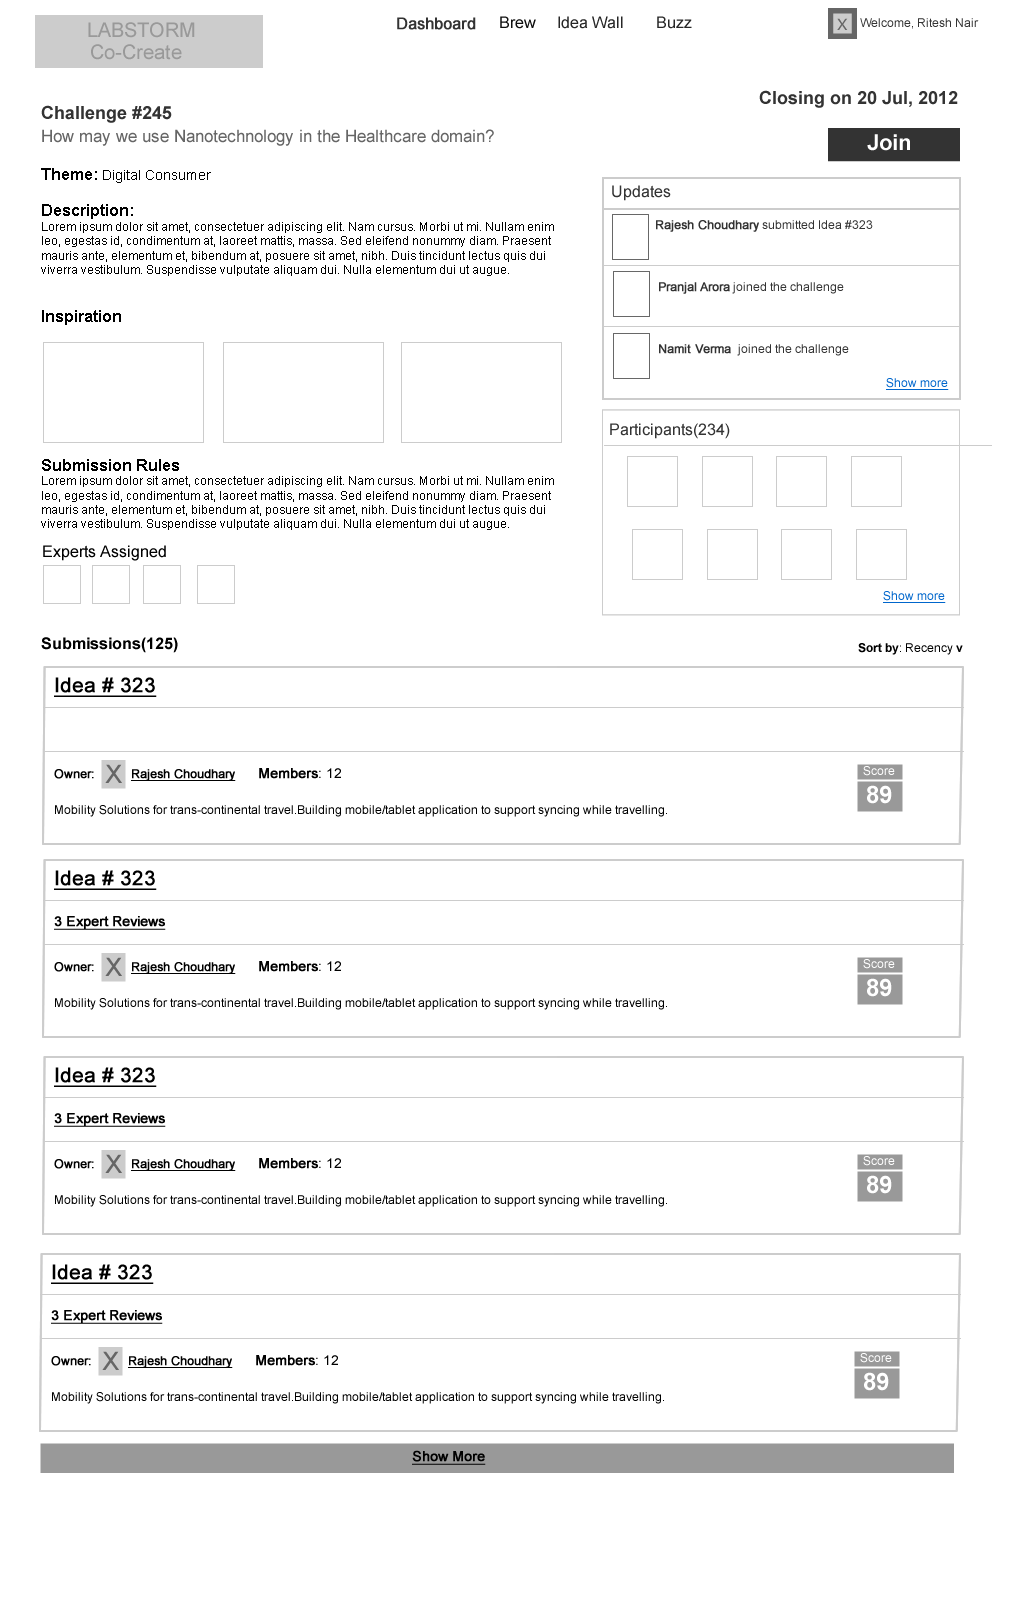 LABSTORM
Co-Create
Dashboard Brew Idea Wall Buzz
X Welcome, Ritesh Nair
Closing on 20 Jul, 2012
Challenge #245
How may we use Nanotechnology in the Healthcare domain?
Join
Theme: Digital Consumer
Description:
Lorem ipsum dolor sit amet, consectetuer adipiscing elit. Nam cursus. Morbi ut mi. Nullam enim
leo, egestas id, condimentum at, laoreet mattis, massa. Sed eleifend nonummy diam. Praesent
mauris ante, elementum et, bibendum at, posuere sit amet, nibh. Duis tincidunt lectus quis dui
viverra vestibulum. Suspendisse vulputate aliquam dui. Nulla elementum dui ut augue.
Inspiration
Submission Rules
Lorem ipsum dolor sit amet, consectetuer adipiscing elit. Nam cursus. Morbi ut mi. Nullam enim
leo, egestas id, condimentum at, laoreet mattis, massa. Sed eleifend nonummy diam. Praesent
mauris ante, elementum et, bibendum at, posuere sit amet, nibh. Duis tincidunt lectus quis dui
viverra vestibulum. Suspendisse vulputate aliquam dui. Nulla elementum dui ut augue.
Experts Assigned
Updates
Rajesh Choudhary submitted Idea #323
Pranjal Arora joined the challenge
Namit Verma joined the challenge
Show more
Participants(234)
Show more
Submissions(125)
Sort by: Recency v
Idea # 323
Owner: X Rajesh Choudhary Members: 12
Score
89
Mobility Solutions for trans-continental travel.Building mobile/tablet application to support syncing while travelling.
Idea # 323
3 Expert Reviews
Owner: X Rajesh Choudhary Members: 12
Score
89
Mobility Solutions for trans-continental travel.Building mobile/tablet application to support syncing while travelling.
Idea # 323
3 Expert Reviews
Owner: X Rajesh Choudhary Members: 12
Score
89
Mobility Solutions for trans-continental travel.Building mobile/tablet application to support syncing while travelling.
Idea # 323
3 Expert Reviews
Owner: X Rajesh Choudhary Members: 12
Score
89
Mobility Solutions for trans-continental travel.Building mobile/tablet application to support syncing while travelling.
Show More